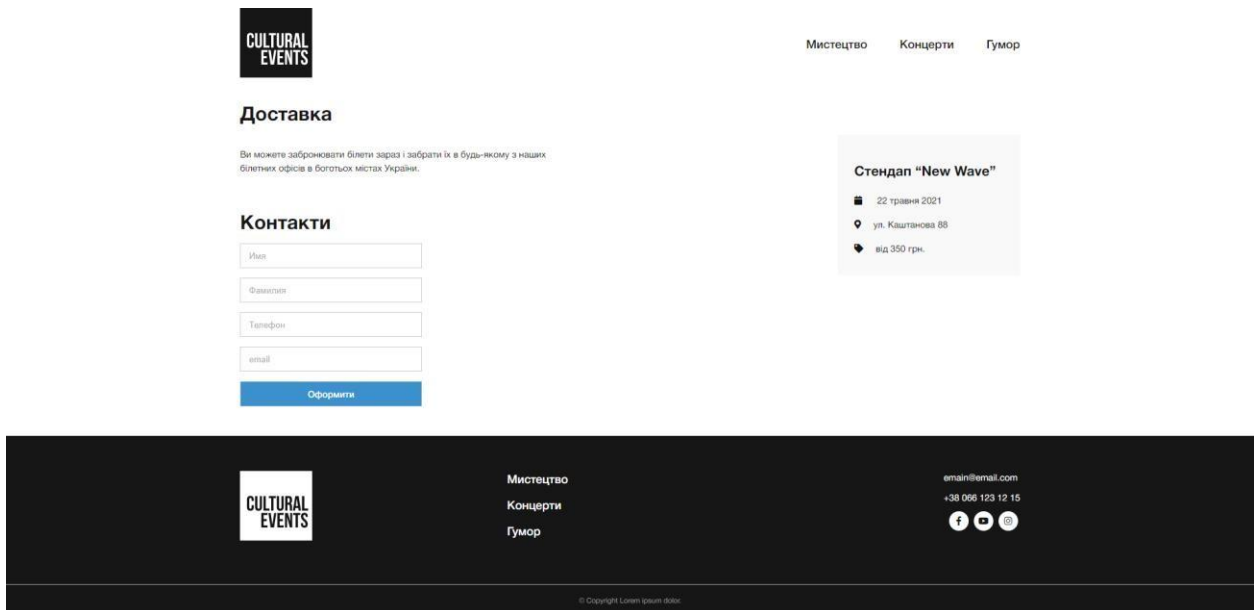 CULTURAL
EVENTS
Мистецтво Концерти Гумор
Доставка
Ви можете забронювати білети зараз і забрати їх в будь-якому з наших
білетних офісів в боготьох містах України.
Стендап “New Wave”
22 травня 2021
ул. Каштанова 88
від 350 грн.
Контакти
Имя
Фамилия
Телефон
email
Оформити
CULTURAL
EVENTS
Мистецтво
Концерти
Гумор
emain@email.com
+38 066 123 12 15
© Copyright Lorem ipsum dolor.